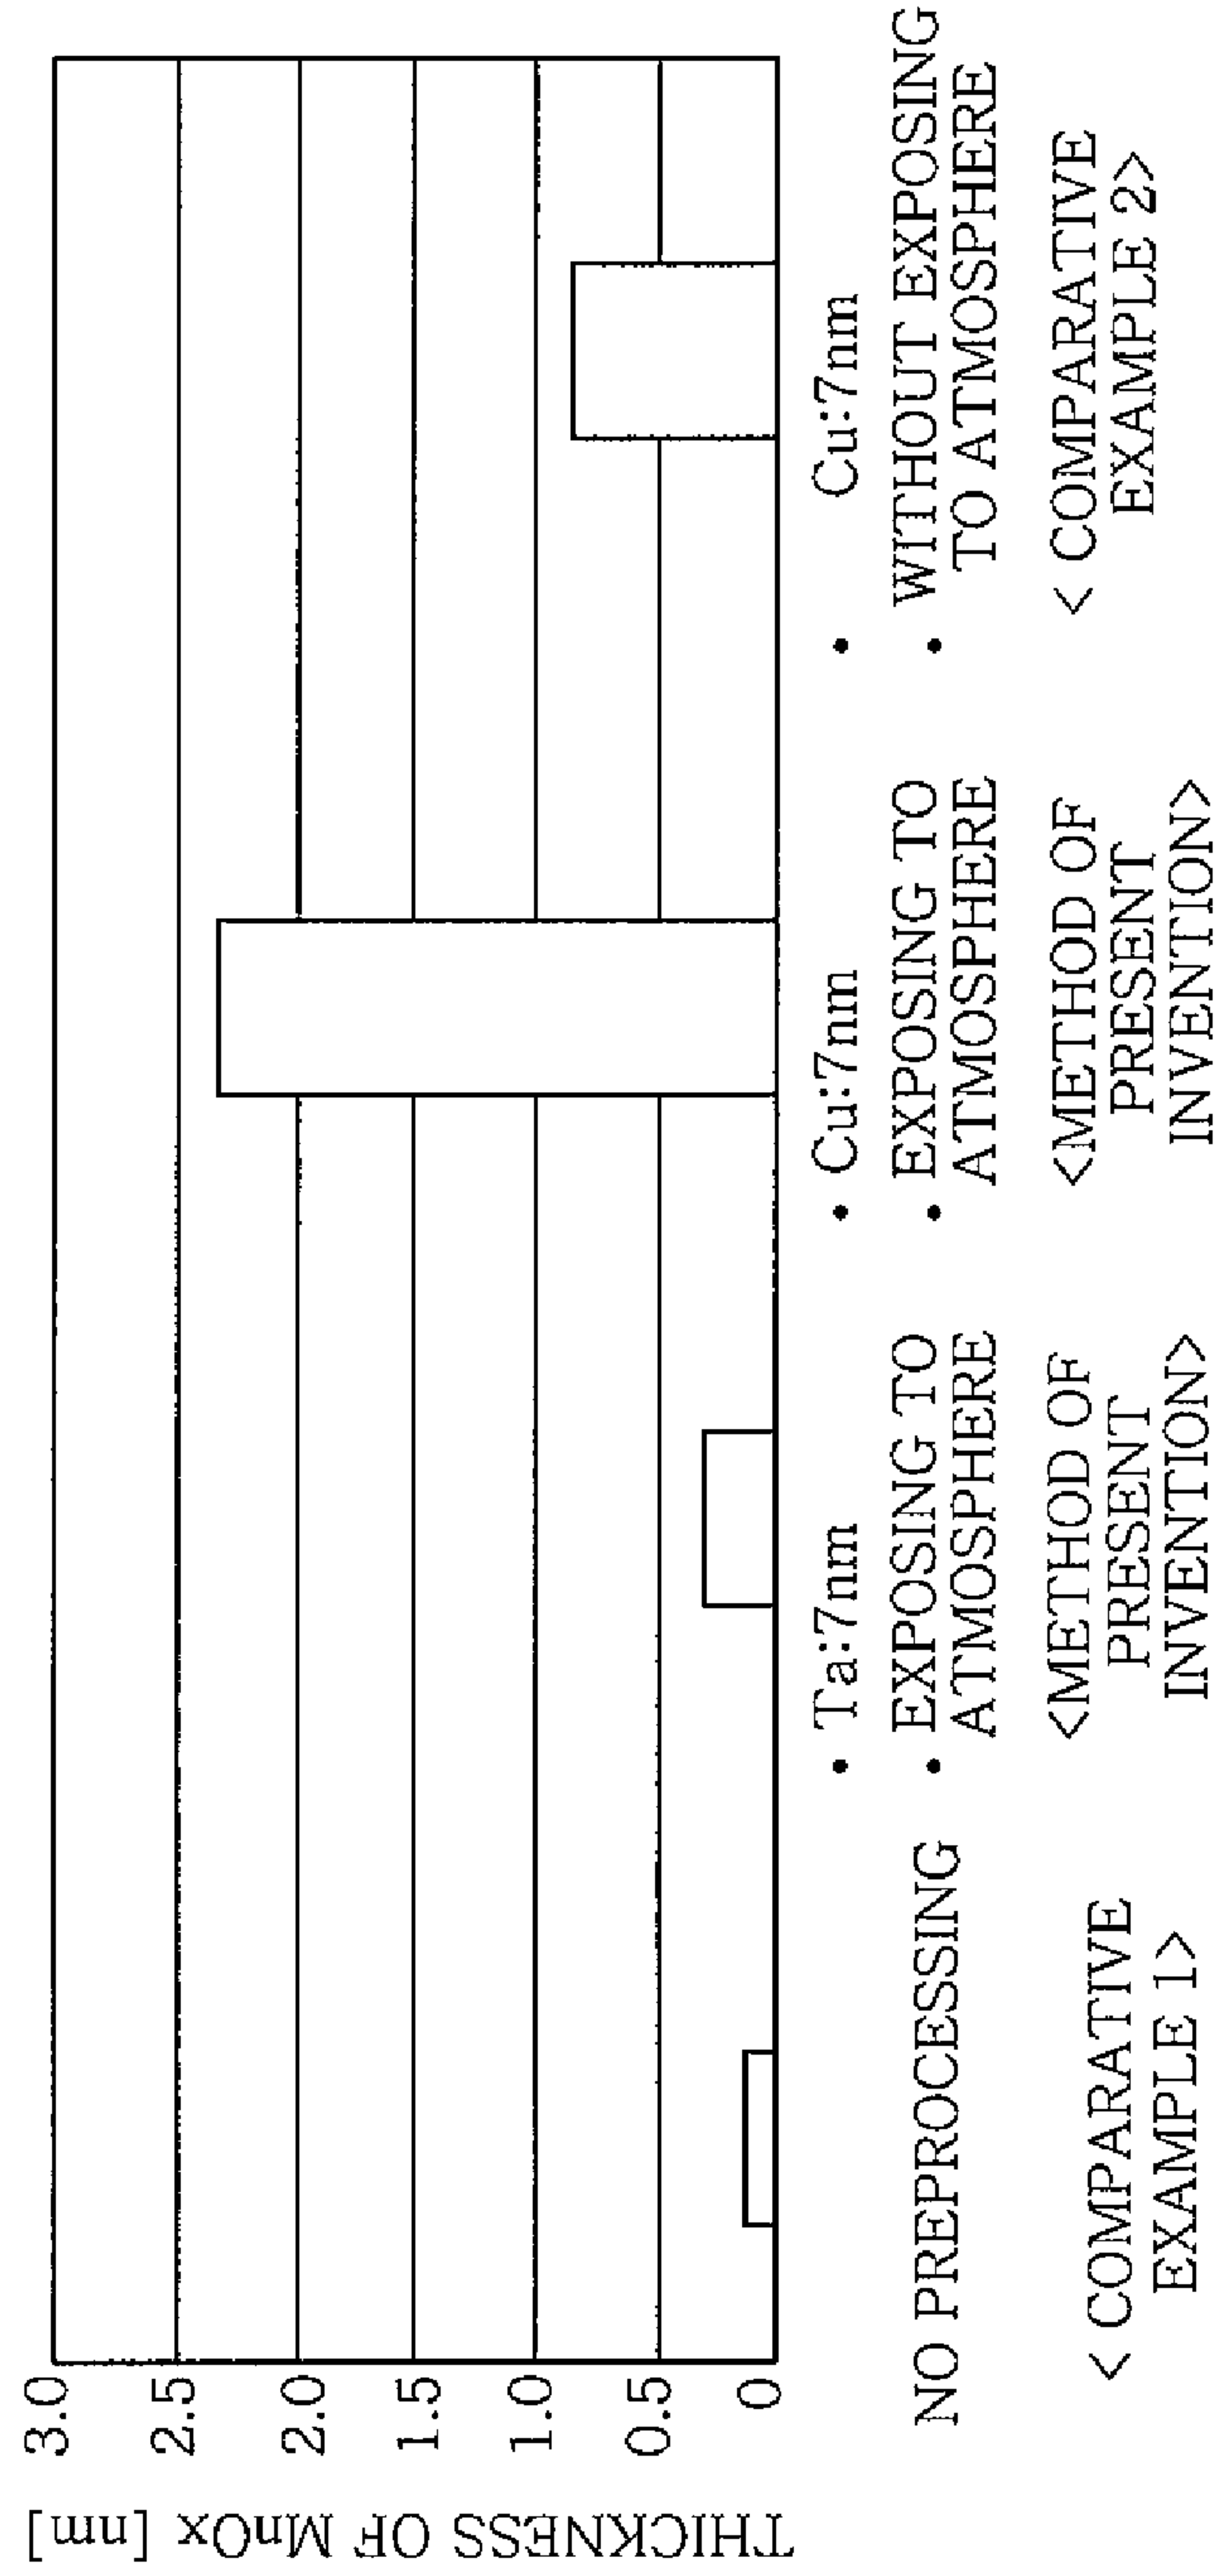 THICKNESS OF MnOx [nm]
3.0
2.5
2.0
1.5
1.0
0.5
0
NO PREPROCESSING
< COMPARATIVE
EXAMPLE 1>
• Ta:7nm
• EXPOSING TO
ATMOSPHERE
<METHOD OF
PRESENT
INVENTION>
• Cu:7nm
• EXPOSING TO
ATMOSPHERE
<METHOD OF
PRESENT
INVENTION>
• Cu:7nm
• WITHOUT EXPOSING
TO ATMOSPHERE
< COMPARATIVE
EXAMPLE 2>